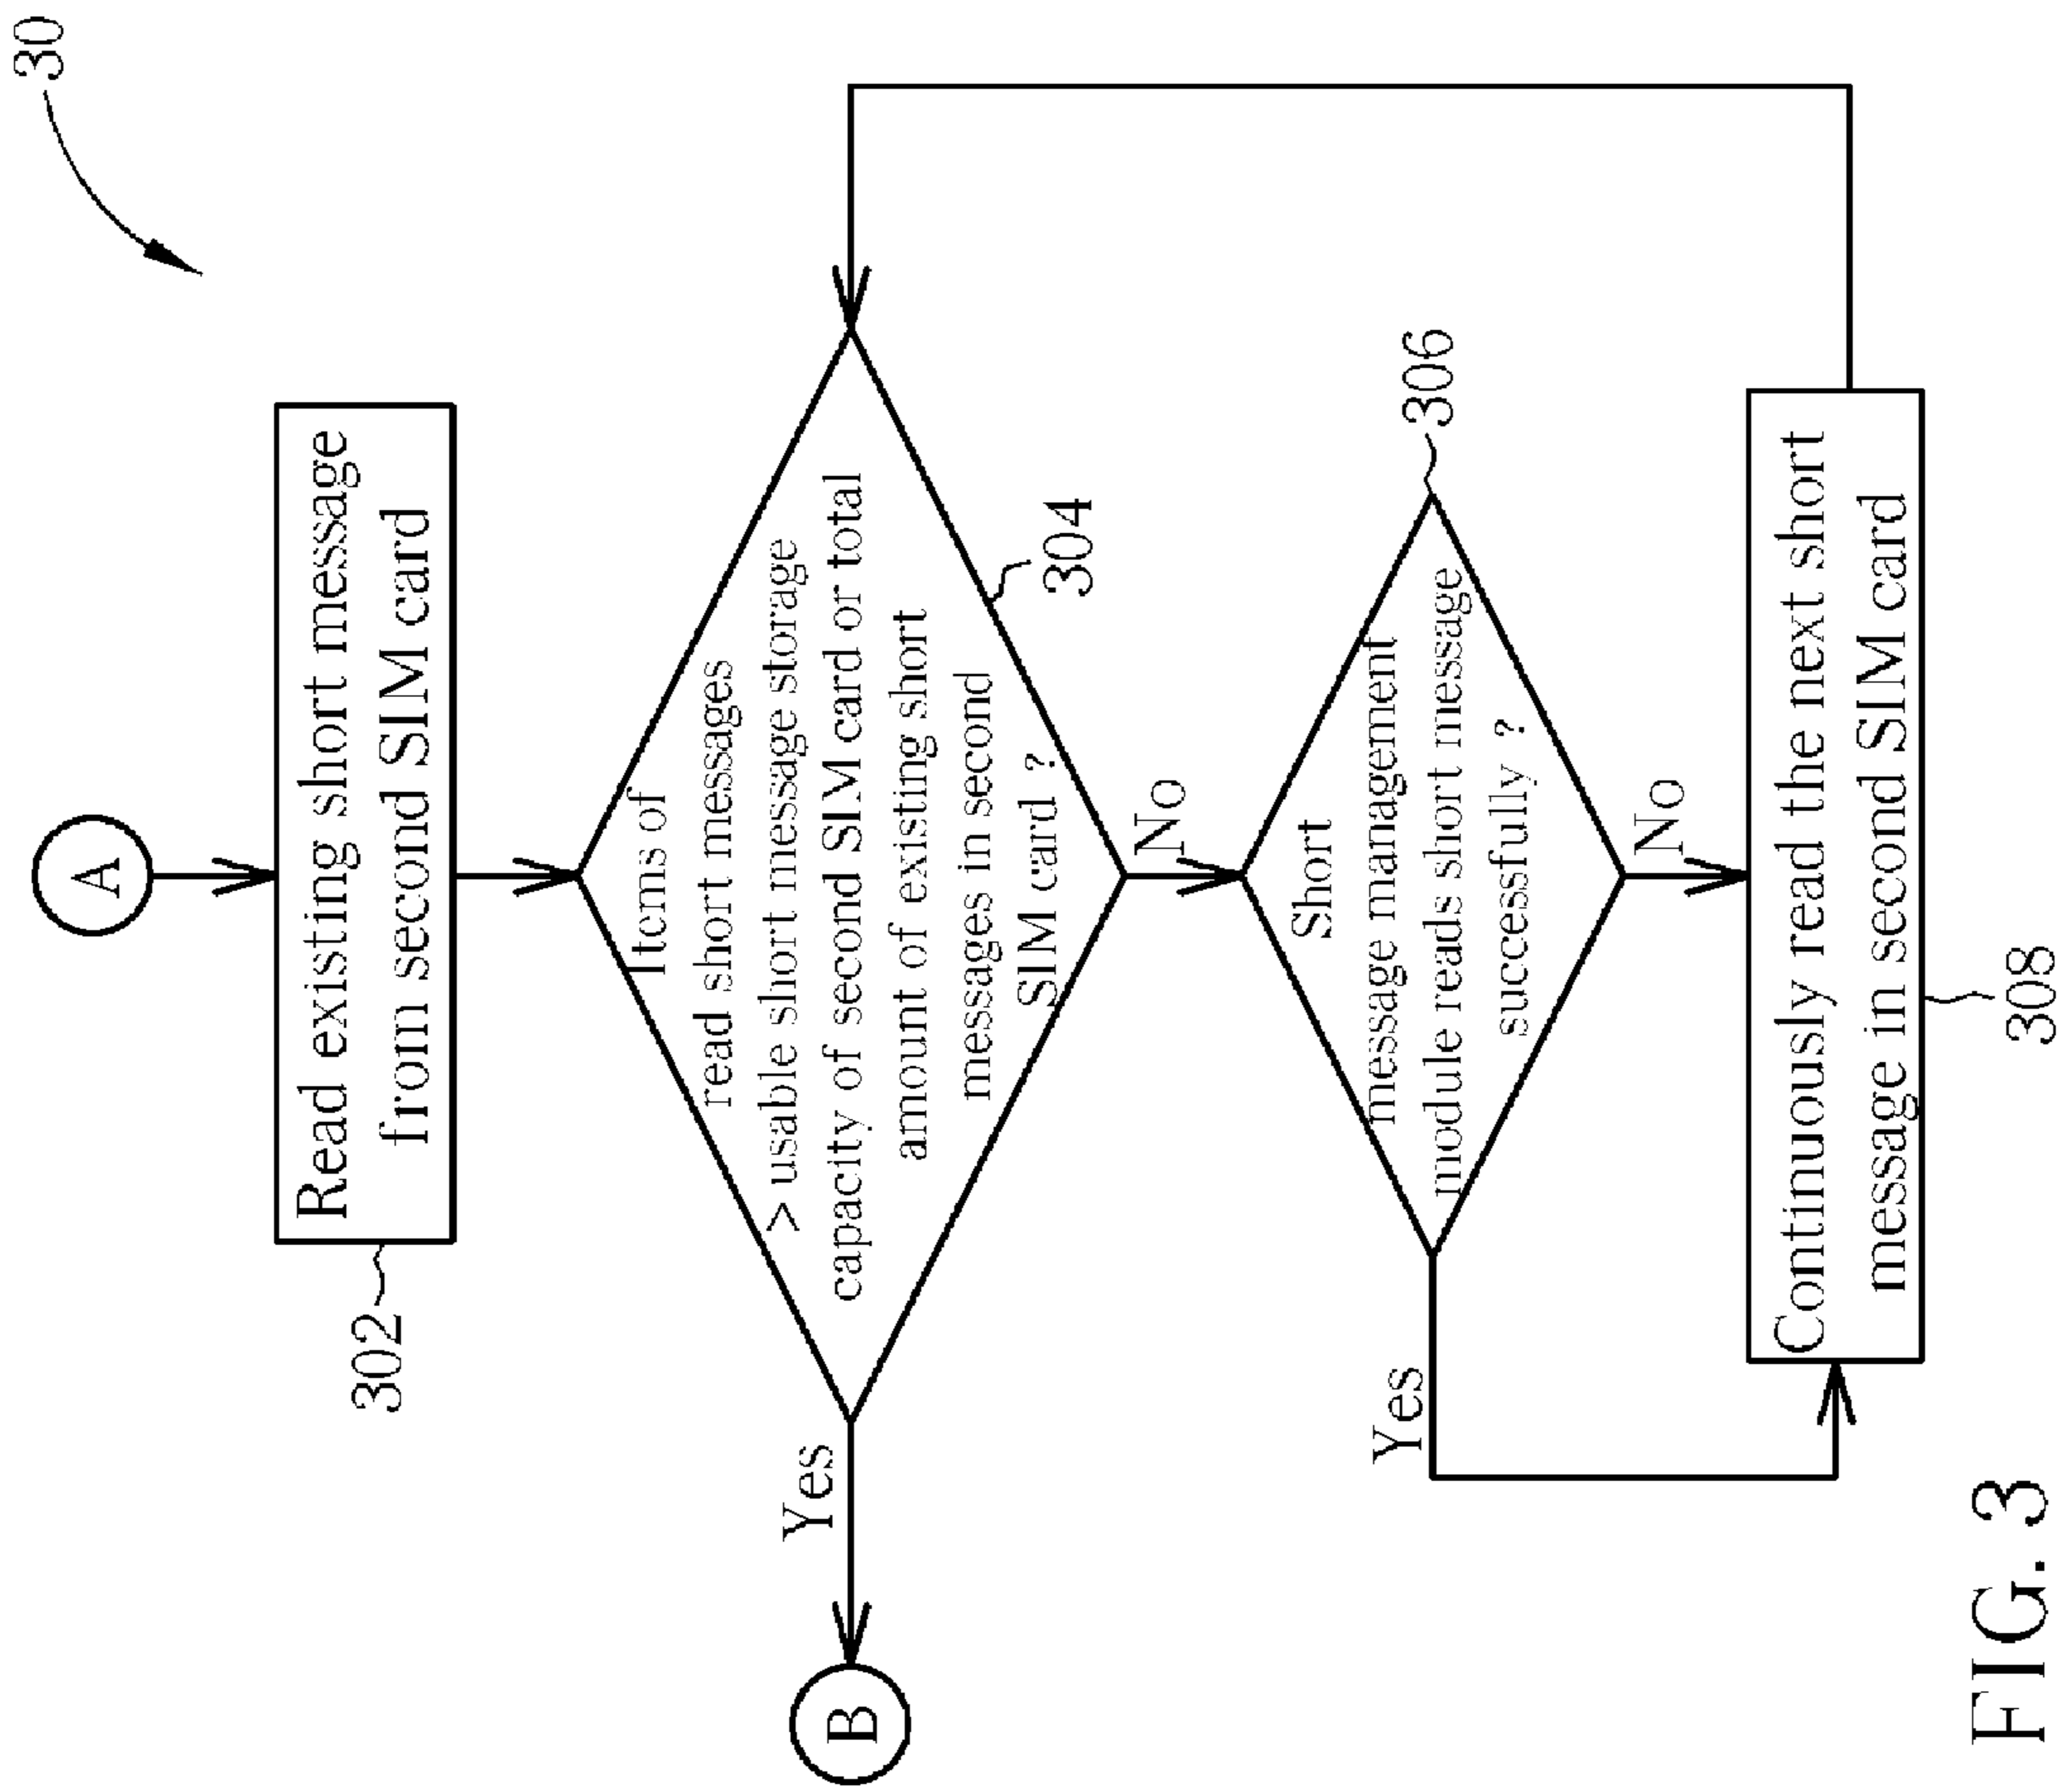 30
A
Read existing short message
from second SIM card
302
Items of
read short messages
> usable short message storage
capacity of second SIM card or total
amount of existing short
messages in second
SIM card ?
304
Yes
B
No
Short
message management
module reads short message
successfully ?
306
Yes
No
Continuously read the next short
message in second SIM card
308
FIG. 3